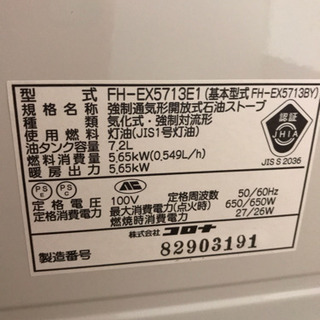 型　　　式 FH-EX5713E1 (基本型式 FH-EX5713BY)
規格名称 強制通気形開放式石油ストーブ
種　　　類 気化式・強制対流形
使用燃料 灯油(JIS1号灯油)
油タンク容量 7,2L
燃料消費量 5,65kW (0,549L/h)
暖房出力 5,65kW
認証
JHIA
JIS S 2036
PS E
PS C
100V 定格周波数 50/60Hz
定格電圧
最大消費電力(点火時) 650/650W
燃焼時消費電力 27/26W
株式会社 コロナ
製造番号 82903191